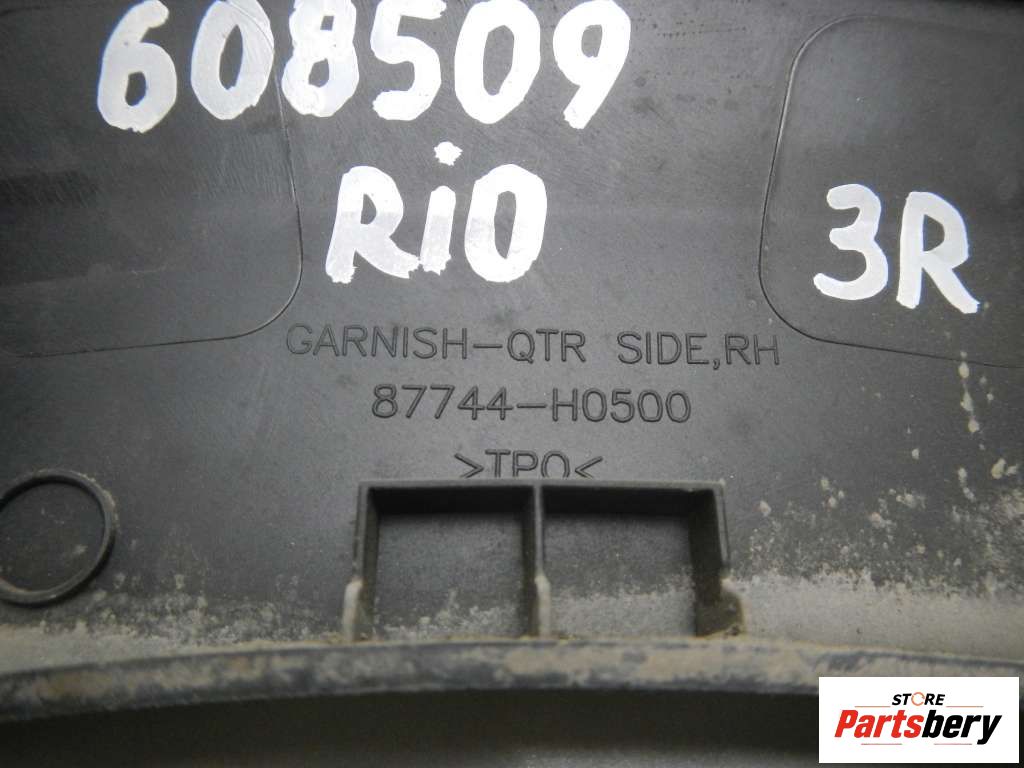 608509
RiO 3R
GARNISH-QTR SIDE,RH
87744-H0500
>TPO<
STORE
Partsbery